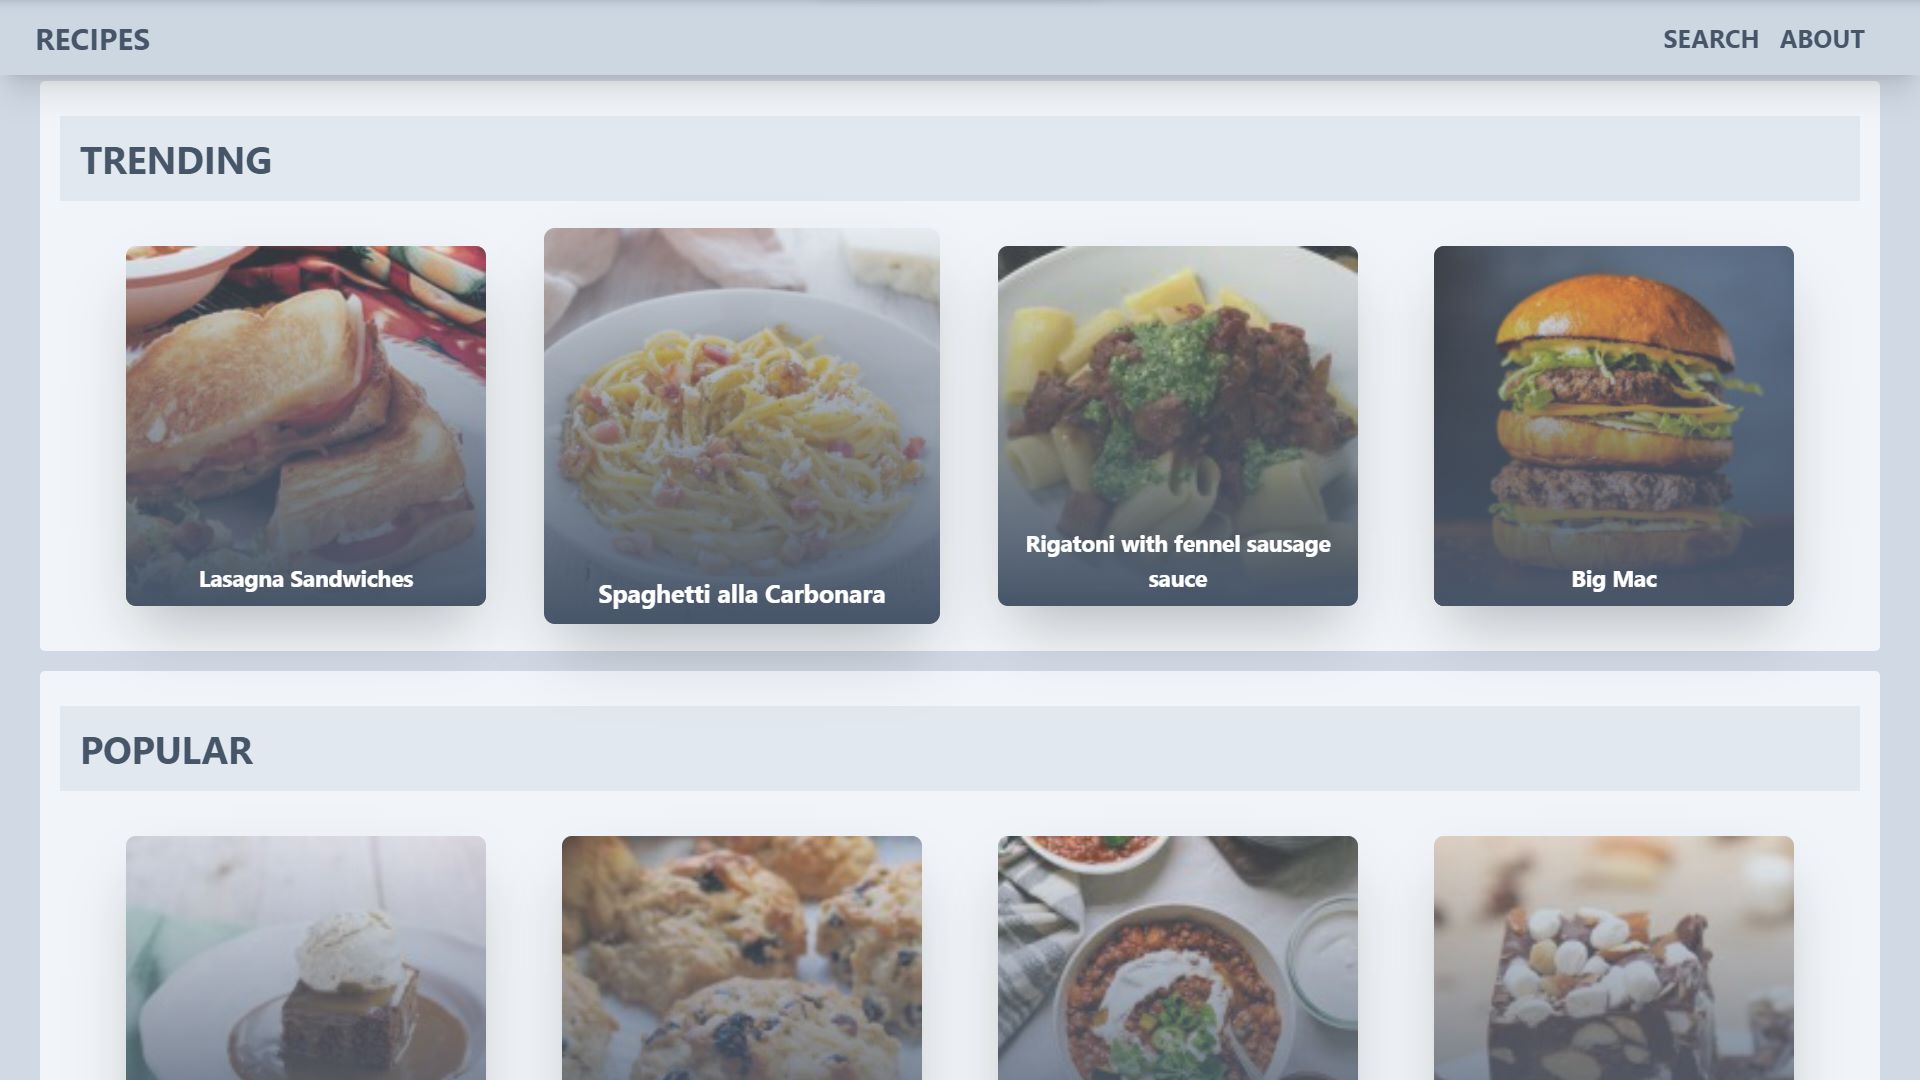 RECIPES
SEARCH ABOUT
TRENDING
Lasagna Sandwiches
Spaghetti alla Carbonara
Rigatoni with fennel sausage
sauce
Big Mac
POPULAR